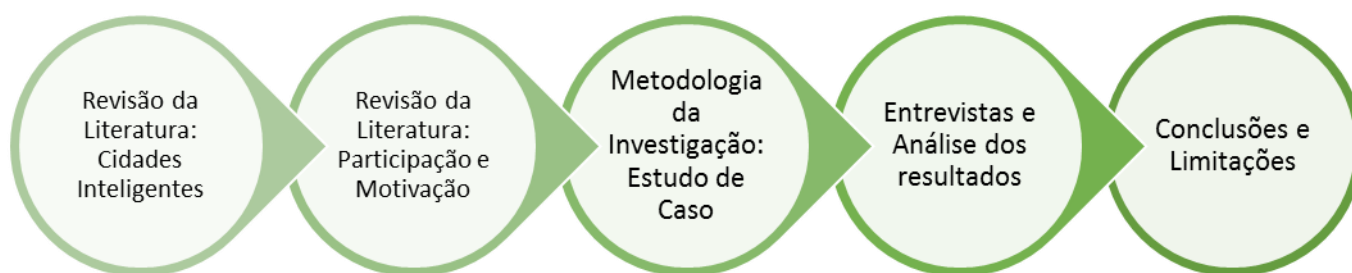 Revisão da
Literatura:
Cidades
Inteligentes
Revisão da
Literatura:
Participação e
Motivação
Metodologia
da
Investigação:
Estudo de
Caso
Entrevistas e
Análise dos
resultados
Conclusões e
Limitações